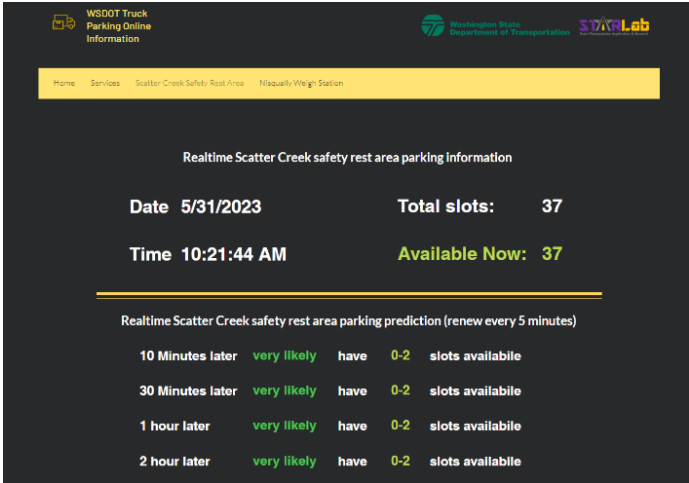 WSDOT Truck
Parking Online
Information
Washington State
Department of Transportation
STARLab
Home Services Scatter Creek Safety Rest Area Nisqually Weigh Station
Realtime Scatter Creek safety rest area parking information
Date 5/31/2023 Total slots: 37
Time 10:21:44 AM Available Now: 37
Realtime Scatter Creek safety rest area parking prediction (renew every 5 minutes)
10 Minutes later very likely have 0-2 slots availabile
30 Minutes later very likely have 0-2 slots availabile
1 hour later very likely have 0-2 slots availabile
2 hour later very likely have 0-2 slots availabile